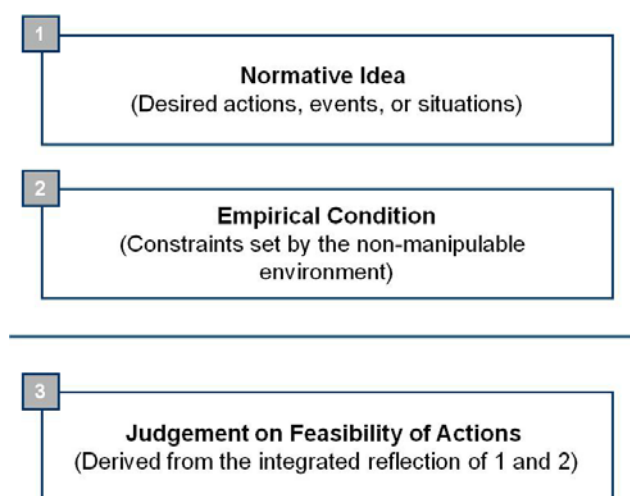 1
Normative Idea
(Desired actions, events, or situations)
2
Empirical Condition
(Constraints set by the non-manipulable
environment)
3
Judgement on Feasibility of Actions
(Derived from the integrated reflection of 1 and 2)